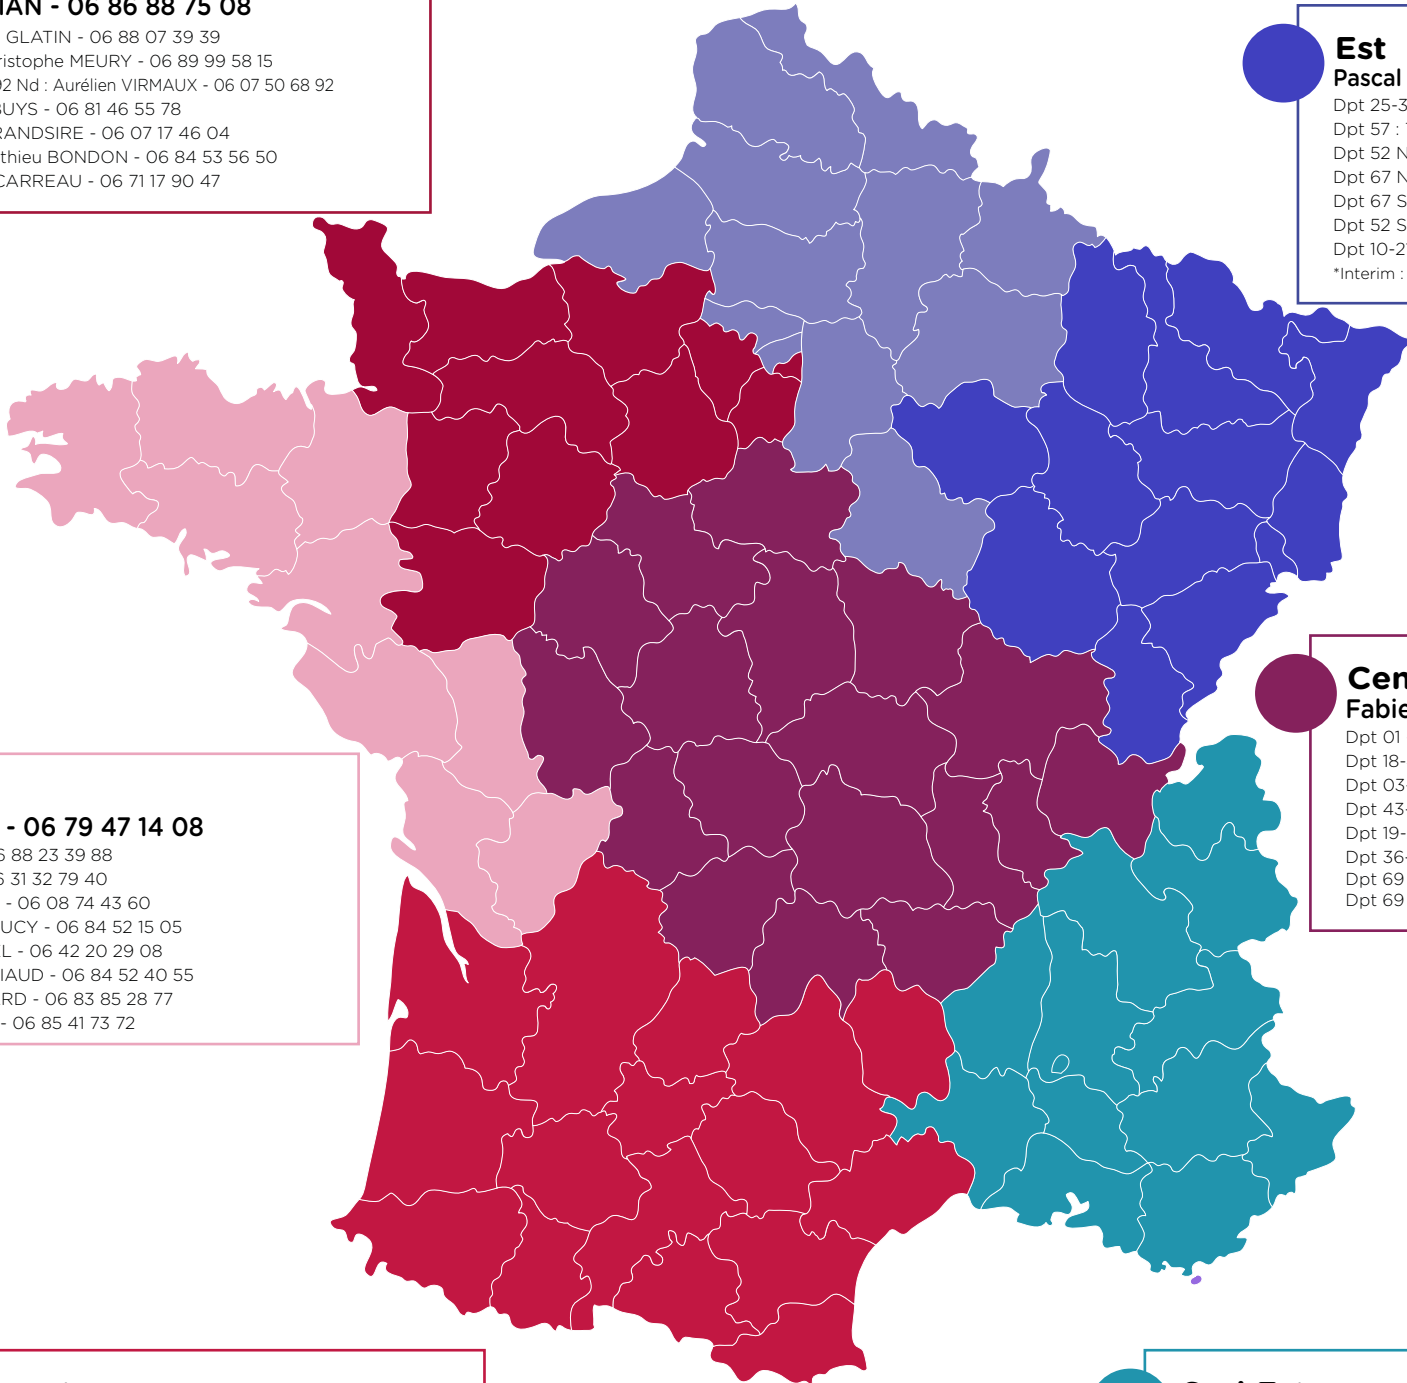 IAN - 06 86 88 75 08
GLATIN - 06 88 07 39 39
ristophe MEURY - 06 89 99 58 15
92 Nd : Aurélien VIRMAUX - 06 07 50 68 92
BUYS - 06 81 46 55 78
RANDSIRE - 06 07 17 46 04
thieu BONDON - 06 84 53 56 50
CARREAU - 06 71 17 90 47
Est
Pascal
Dpt 25-3
Dpt 57 :
Dpt 52 N
Dpt 67 N
Dpt 67 S
Dpt 52 S
Dpt 10-2
*Interim :
Cen
Fabie
Dpt 01
Dpt 18-
Dpt 03-
Dpt 43-
Dpt 19-
Dpt 36-
Dpt 69
Dpt 69
- 06 79 47 14 08
6 88 23 39 88
6 31 32 79 40
- 06 08 74 43 60
UCY - 06 84 52 15 05
EL - 06 42 20 29 08
IAUD - 06 84 52 40 55
RD - 06 83 85 28 77
- 06 85 41 73 72